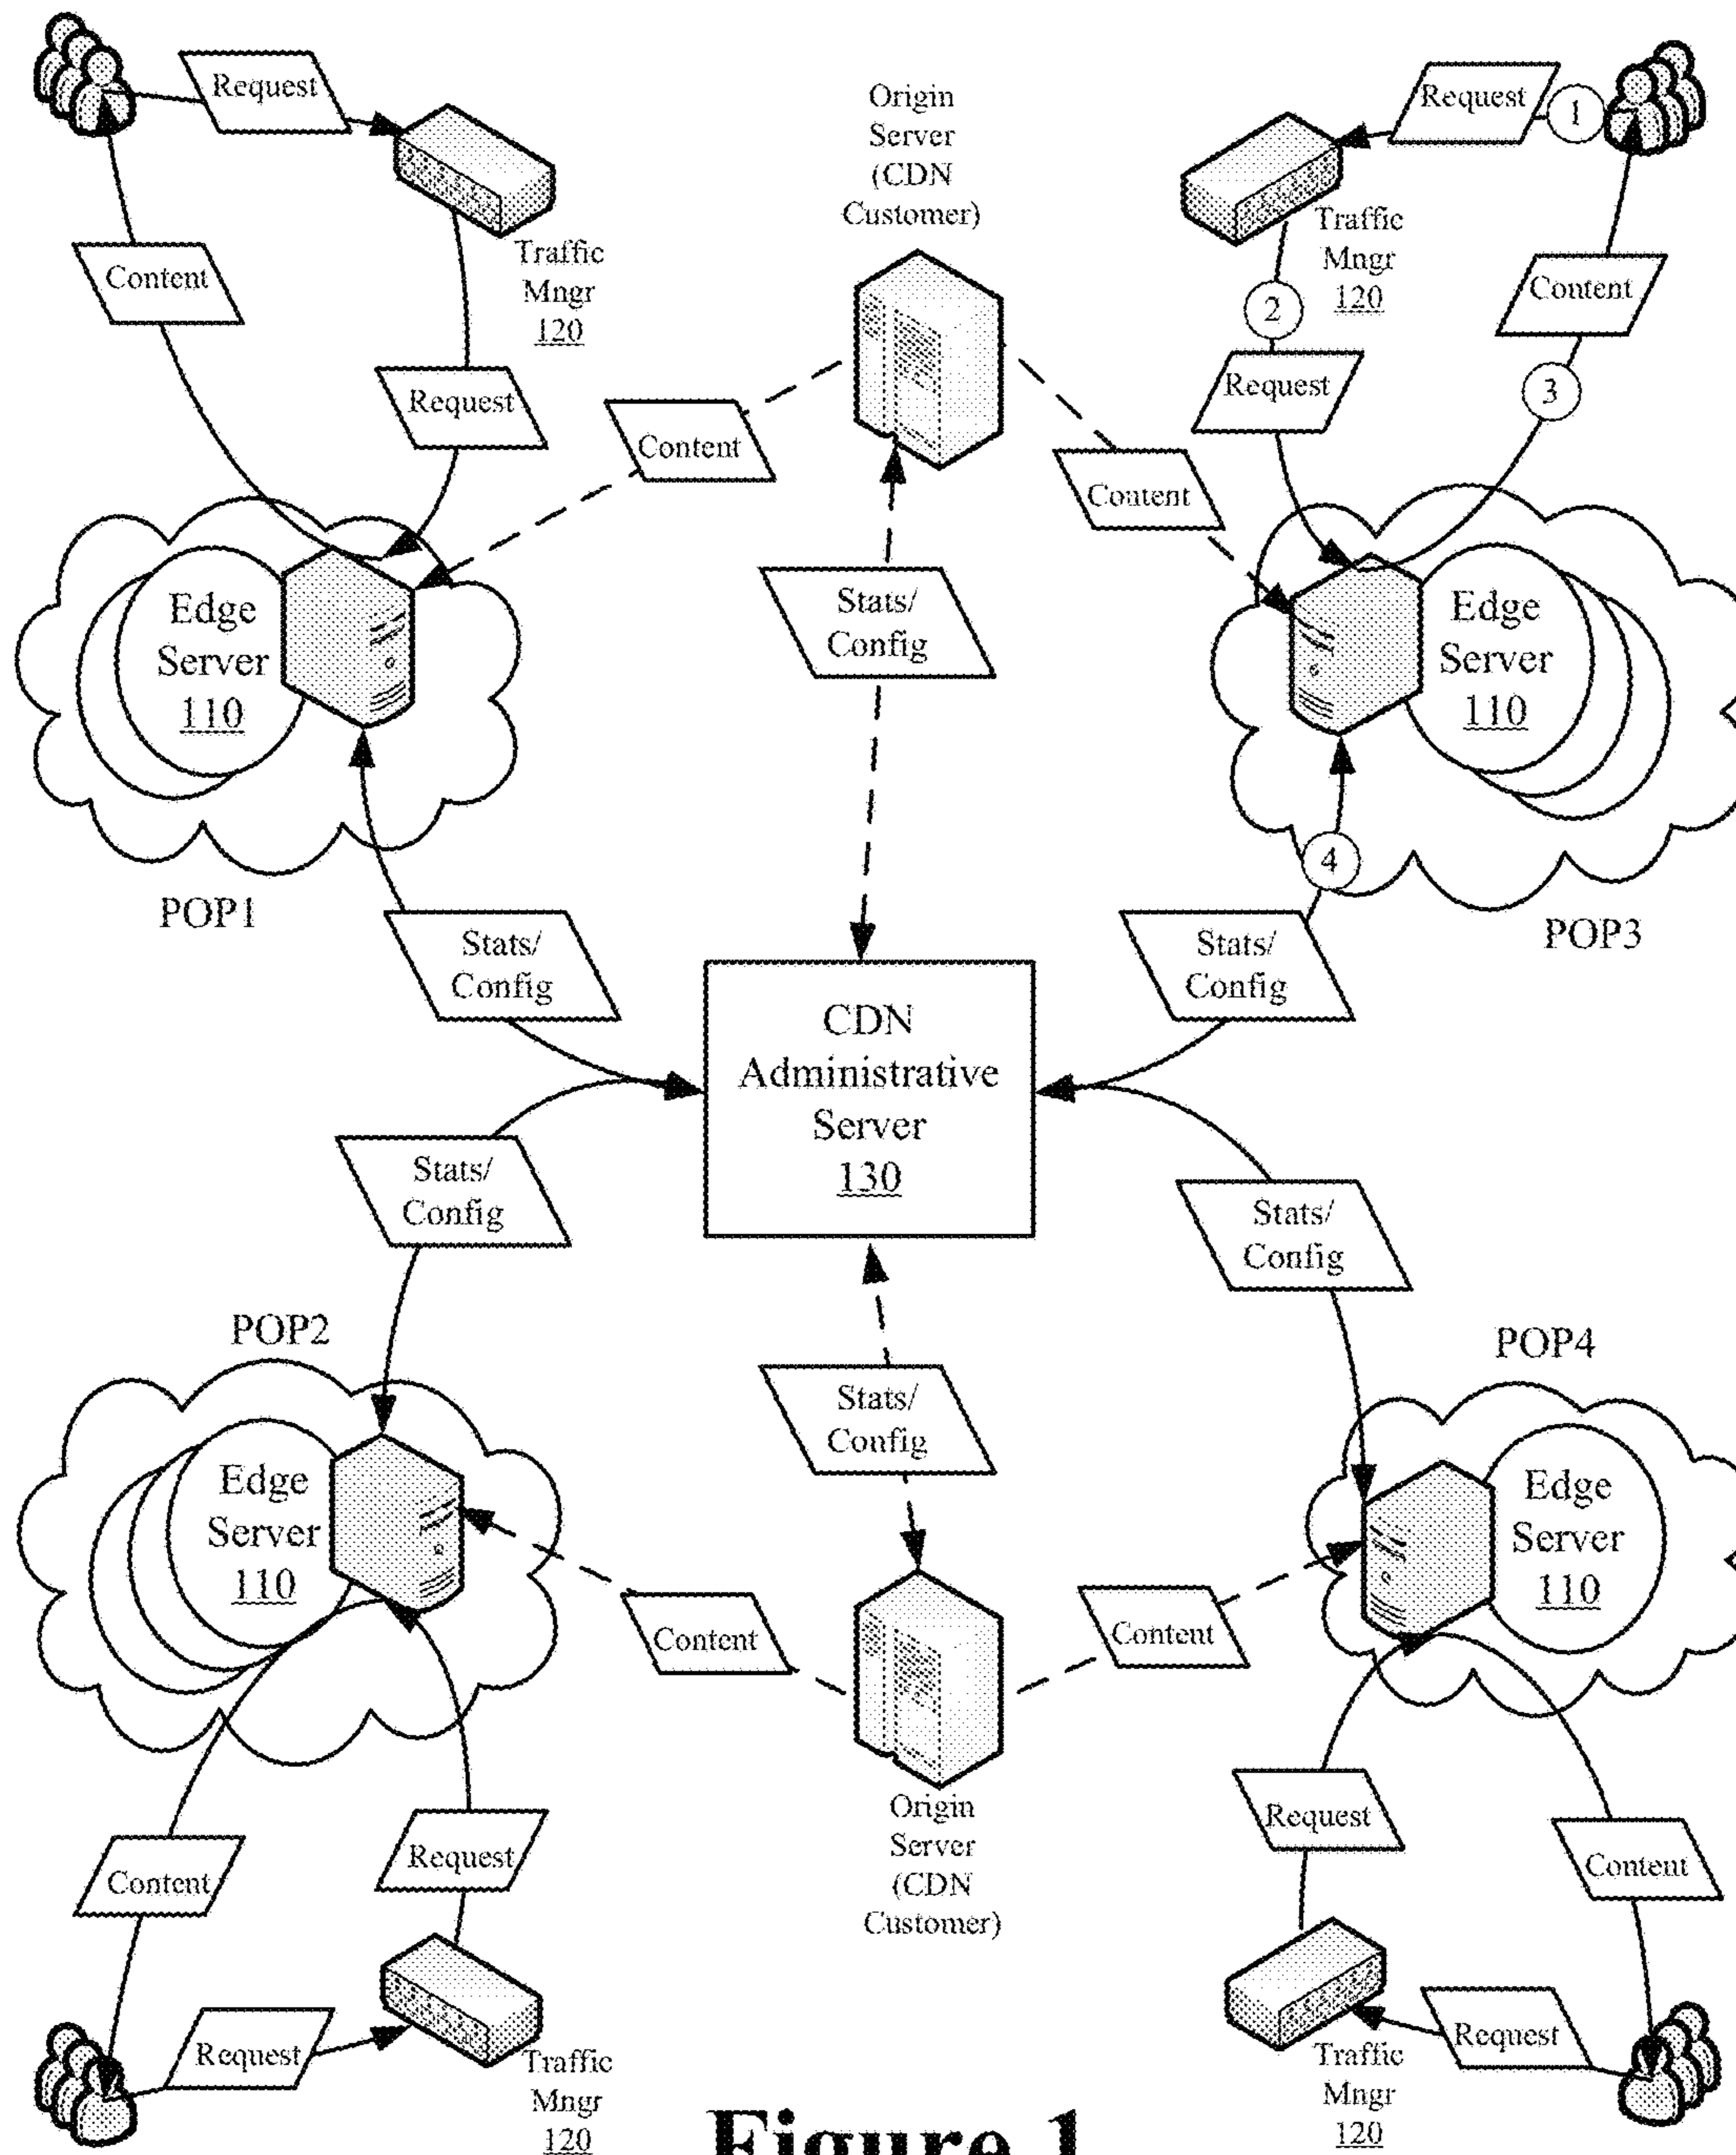 Request
Traffic
Mngr
120
Content
Request
Origin
Server
(CDN
Customer)
Request
1
Traffic
Mngr
120
2
Request
Content
3
Content
Content
Stats/
Config
Edge
Server
110
POP1
Edge
Server
110
POP3
4
Stats/
Config
Stats/
Config
CDN
Administrative
Server
130
Stats/
Config
Stats/
Config
POP2
POP4
Stats/
Config
Edge
Server
110
Edge
Server
110
Content
Content
Origin
Server
(CDN
Customer)
Content
Request
Request
Traffic
Mngr
120
Request
Content
Request
Traffic
Mngr
120
Figure 1